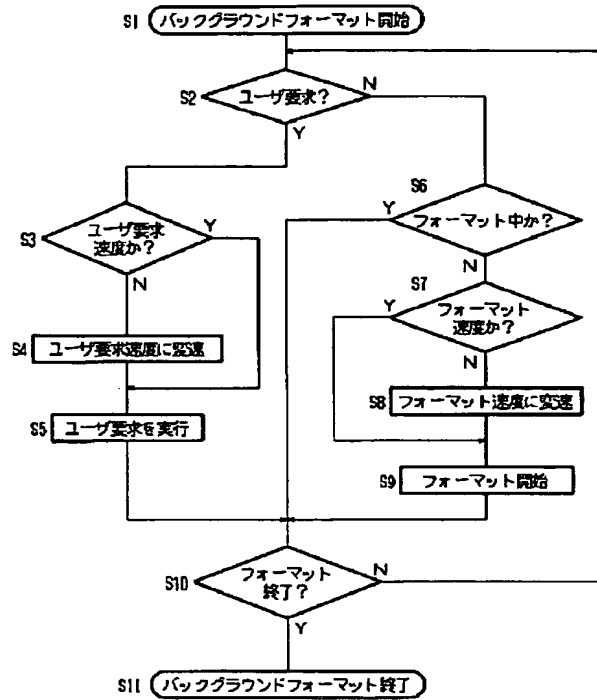 S1 バックグラウンドフォーマット開始
S2 ユーザ要求?
N
Y
S6
Y フォーマット中か?
N
S3 ユーザ要求
速度か?
Y
N
S7
Y フォーマット
速度か?
N
S4 ユーザ要求速度に変速
S8 フォーマット速度に変速
S5 ユーザ要求を実行
S9 フォーマット開始
S10 フォーマット
終了?
N
Y
S11 バックグラウンドフォーマット終了